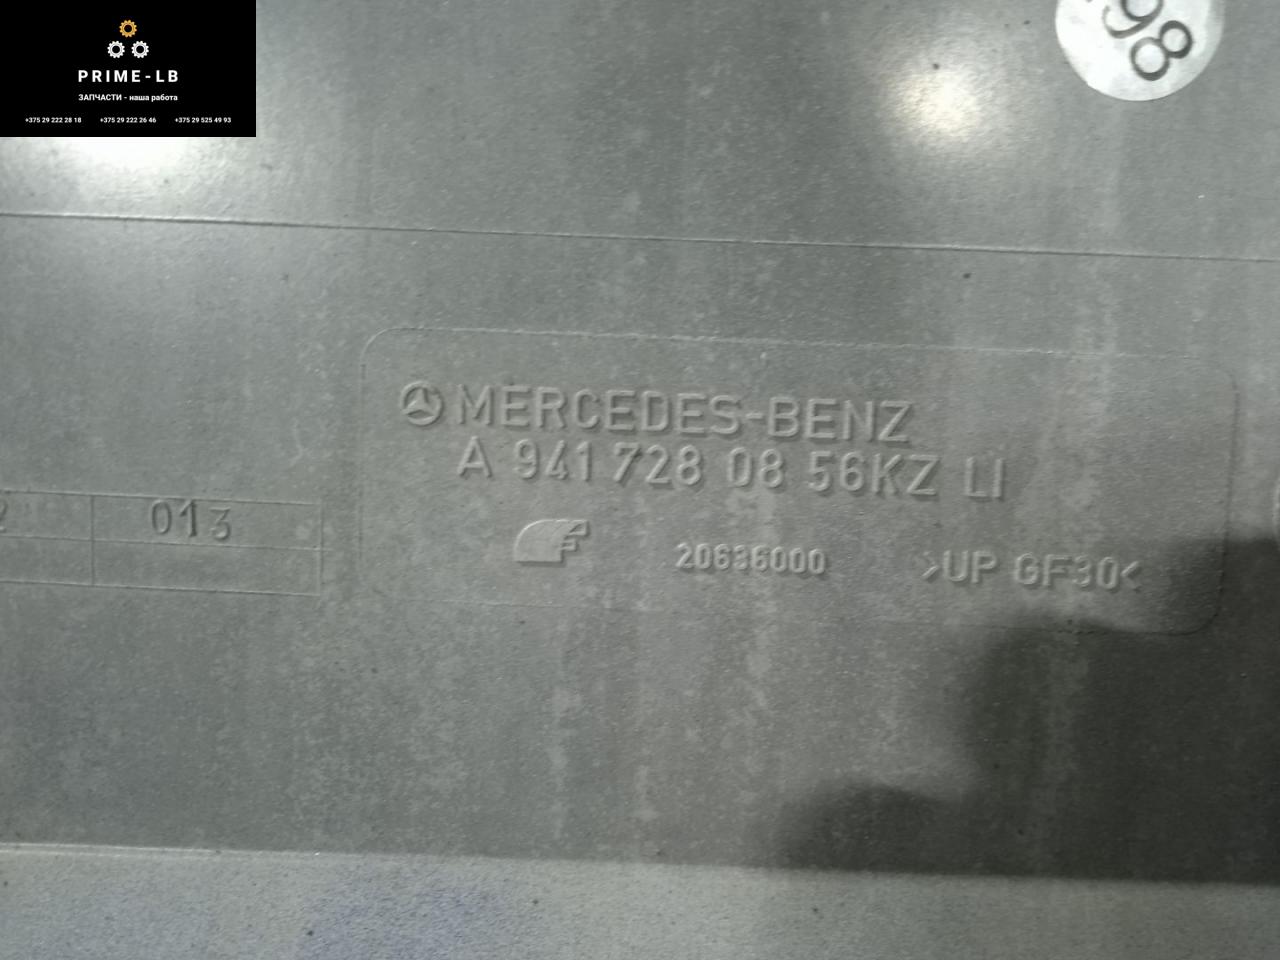 PRIME-LB
ЗАПЧАСТИ - наша работа
+375 29 222 28 18 +375 29 222 26 46 +375 29 525 49 93
98
MERCEDES-BENZ
A 941 728 08 56KZ LI
013
20636000 >UP GF30<